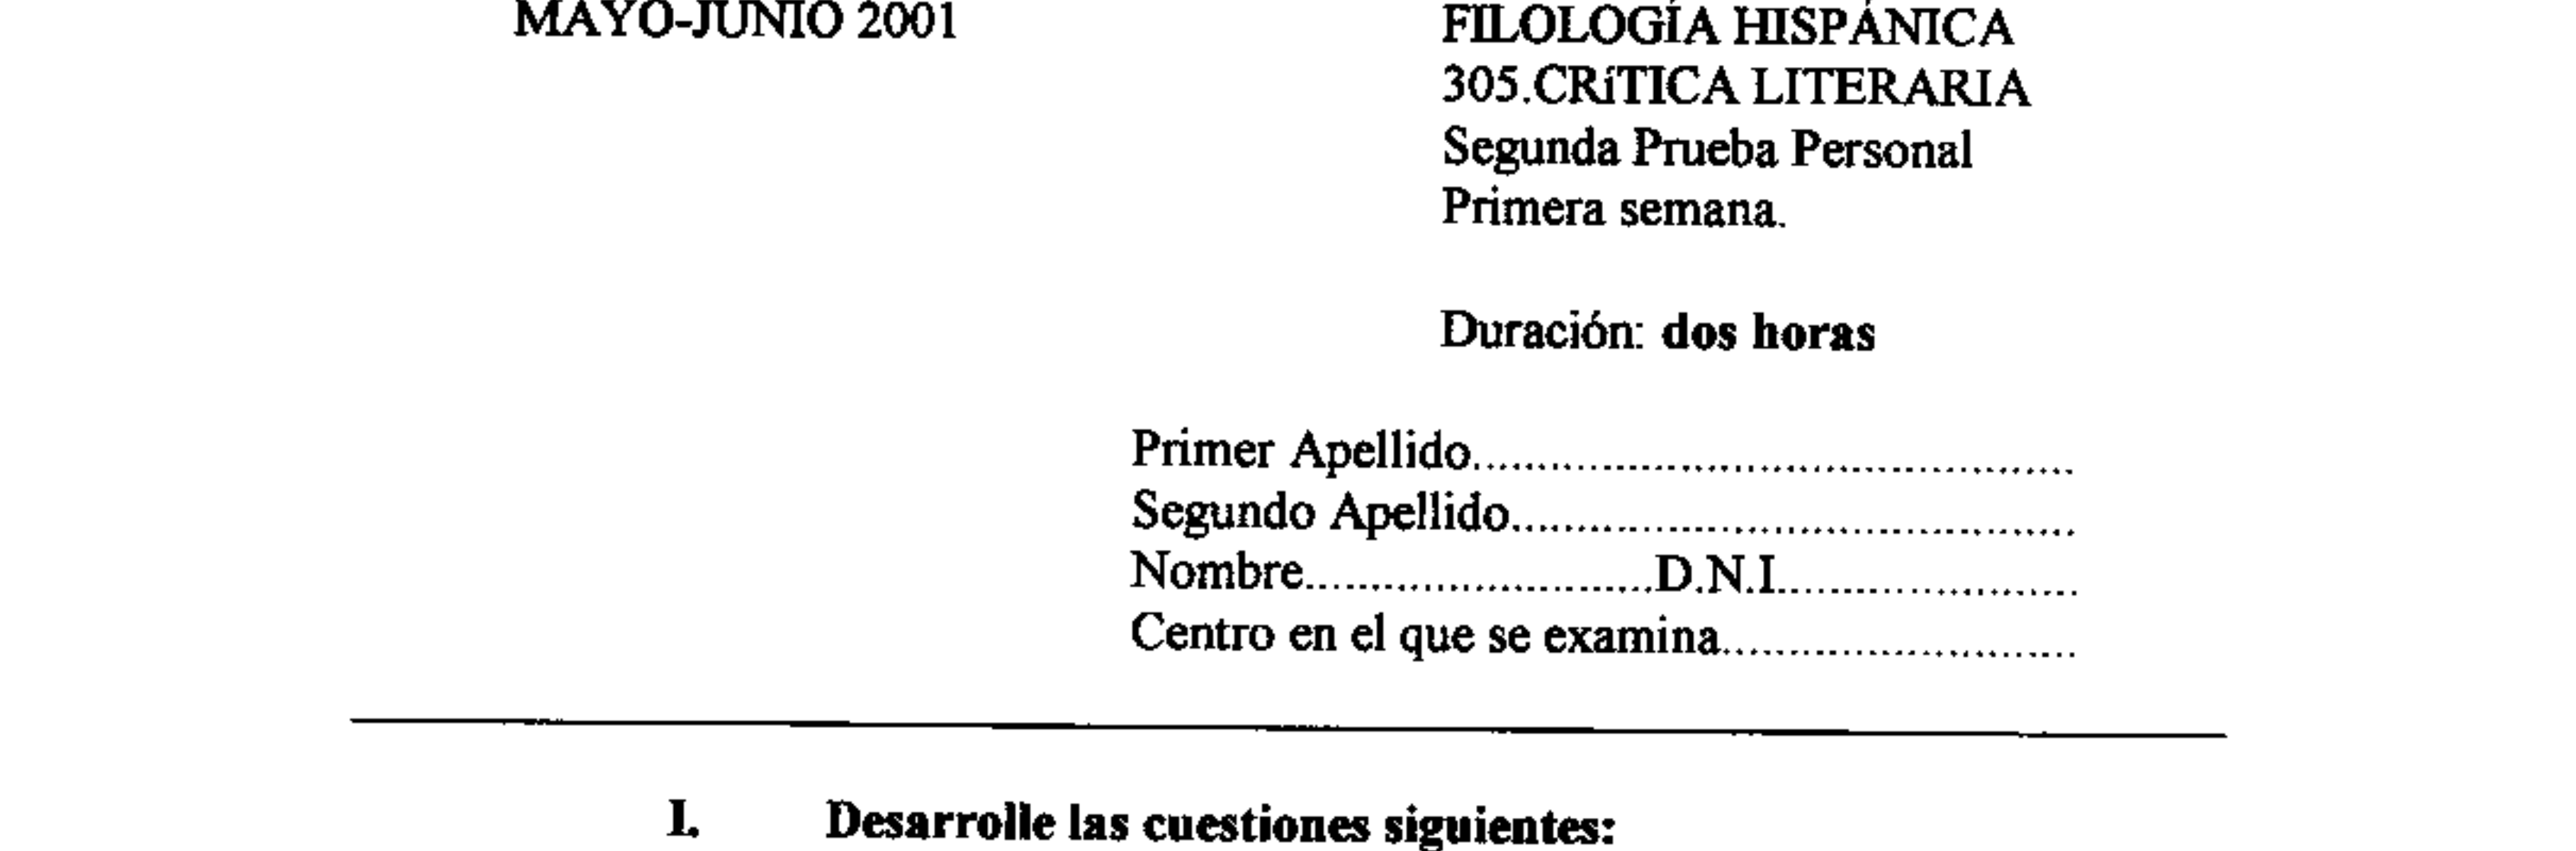 MAYO-JUNIO 2001
FILOLOGÍA HISPÁNICA
305.CRíTICA LITERARIA
Segunda Prueba Personal
Primera semana.
Duración: dos horas
Primer Apellido..............................................
Segundo Apellido...........................................
Nombre..........................D.N.I.......................
Centro en el que se examina...........................
I. Desarrolle las cuestiones siguientes: